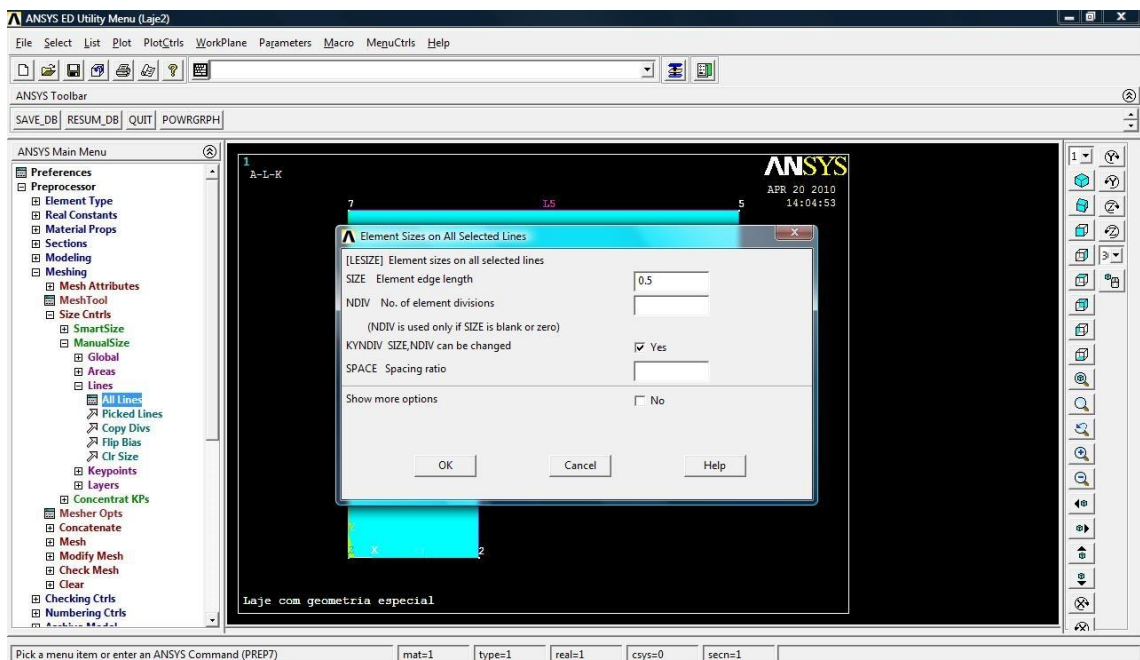 ANSYS ED Utility Menu (Laje2)
File Select List Plot PlotCtrls WorkPlane Parameters Macro MenuCtrls Help
ANSYS Toolbar
SAVE_DB RESUM_DB QUIT POWRGRPH
ANSYS Main Menu
Preferences
Preprocessor
Element Type
Real Constants
Material Props
Sections
Modeling
Meshing
Mesh Attributes
MeshTool
Size Cntrls
SmartSize
ManualSize
Global
Areas
Lines
All Lines
Picked Lines
Copy Divs
Flip Bias
Clr Size
Keypoints
Layers
Concentrat KPs
Mesher Opts
Concatenate
Mesh
Modify Mesh
Check Mesh
Clear
Checking Ctrls
Numbering Ctrls
1
A-L-K
ANSYS
APR 20 2010
14:04:53
7 L5 5
Element Sizes on All Selected Lines
[LESIZE] Element sizes on all selected lines
SIZE Element edge length 0.5
NDIV No. of element divisions
(NDIV is used only if SIZE is blank or zero)
KYNDIV SIZE,NDIV can be changed Yes
SPACE Spacing ratio
Show more options No
OK Cancel Help
X 2
Laje com geometria especial
1
Pick a menu item or enter an ANSYS Command (PREP7) mat=1 type=1 real=1 csys=0 secn=1